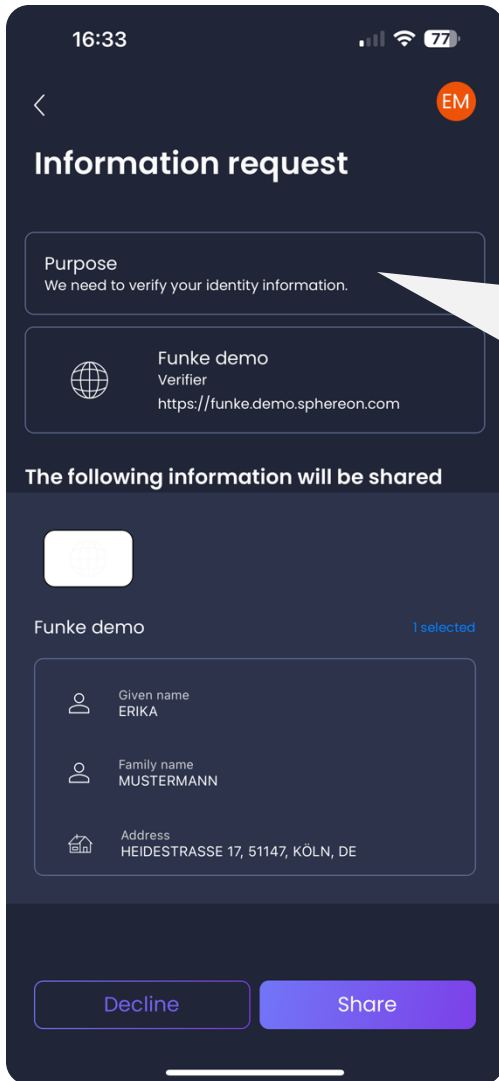 16:33
77
EM
Information request
Purpose
We need to verify your identity information.
Funke demo
Verifier
https://funke.demo.sphereon.com
The following information will be shared
Funke demo
1 selected
Given name
ERIKA
Family name
MUSTERMANN
Address
HEIDESTRASSE 17, 51147, KÖLN, DE
Decline
Share